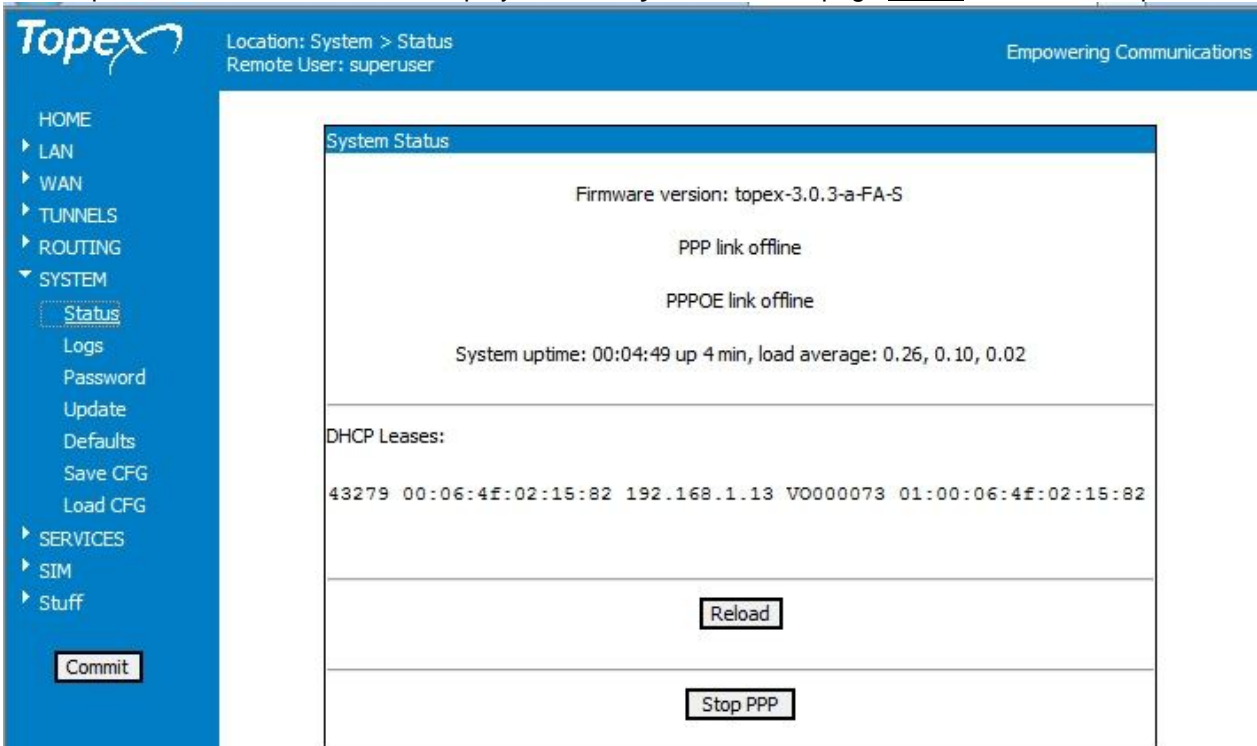 Topex
Location: System > Status
Remote User: superuser
Empowering Communications
HOME
LAN
WAN
TUNNELS
ROUTING
SYSTEM
Status
Logs
Password
Update
Defaults
Save CFG
Load CFG
SERVICES
SIM
Stuff
Commit
System Status
Firmware version: topex-3.0.3-a-FA-S
PPP link offline
PPPOE link offline
System uptime: 00:04:49 up 4 min, load average: 0.26, 0.10, 0.02
DHCP Leases:
43279 00:06:4f:02:15:82 192.168.1.13 VO000073 01:00:06:4f:02:15:82
Reload
Stop PPP